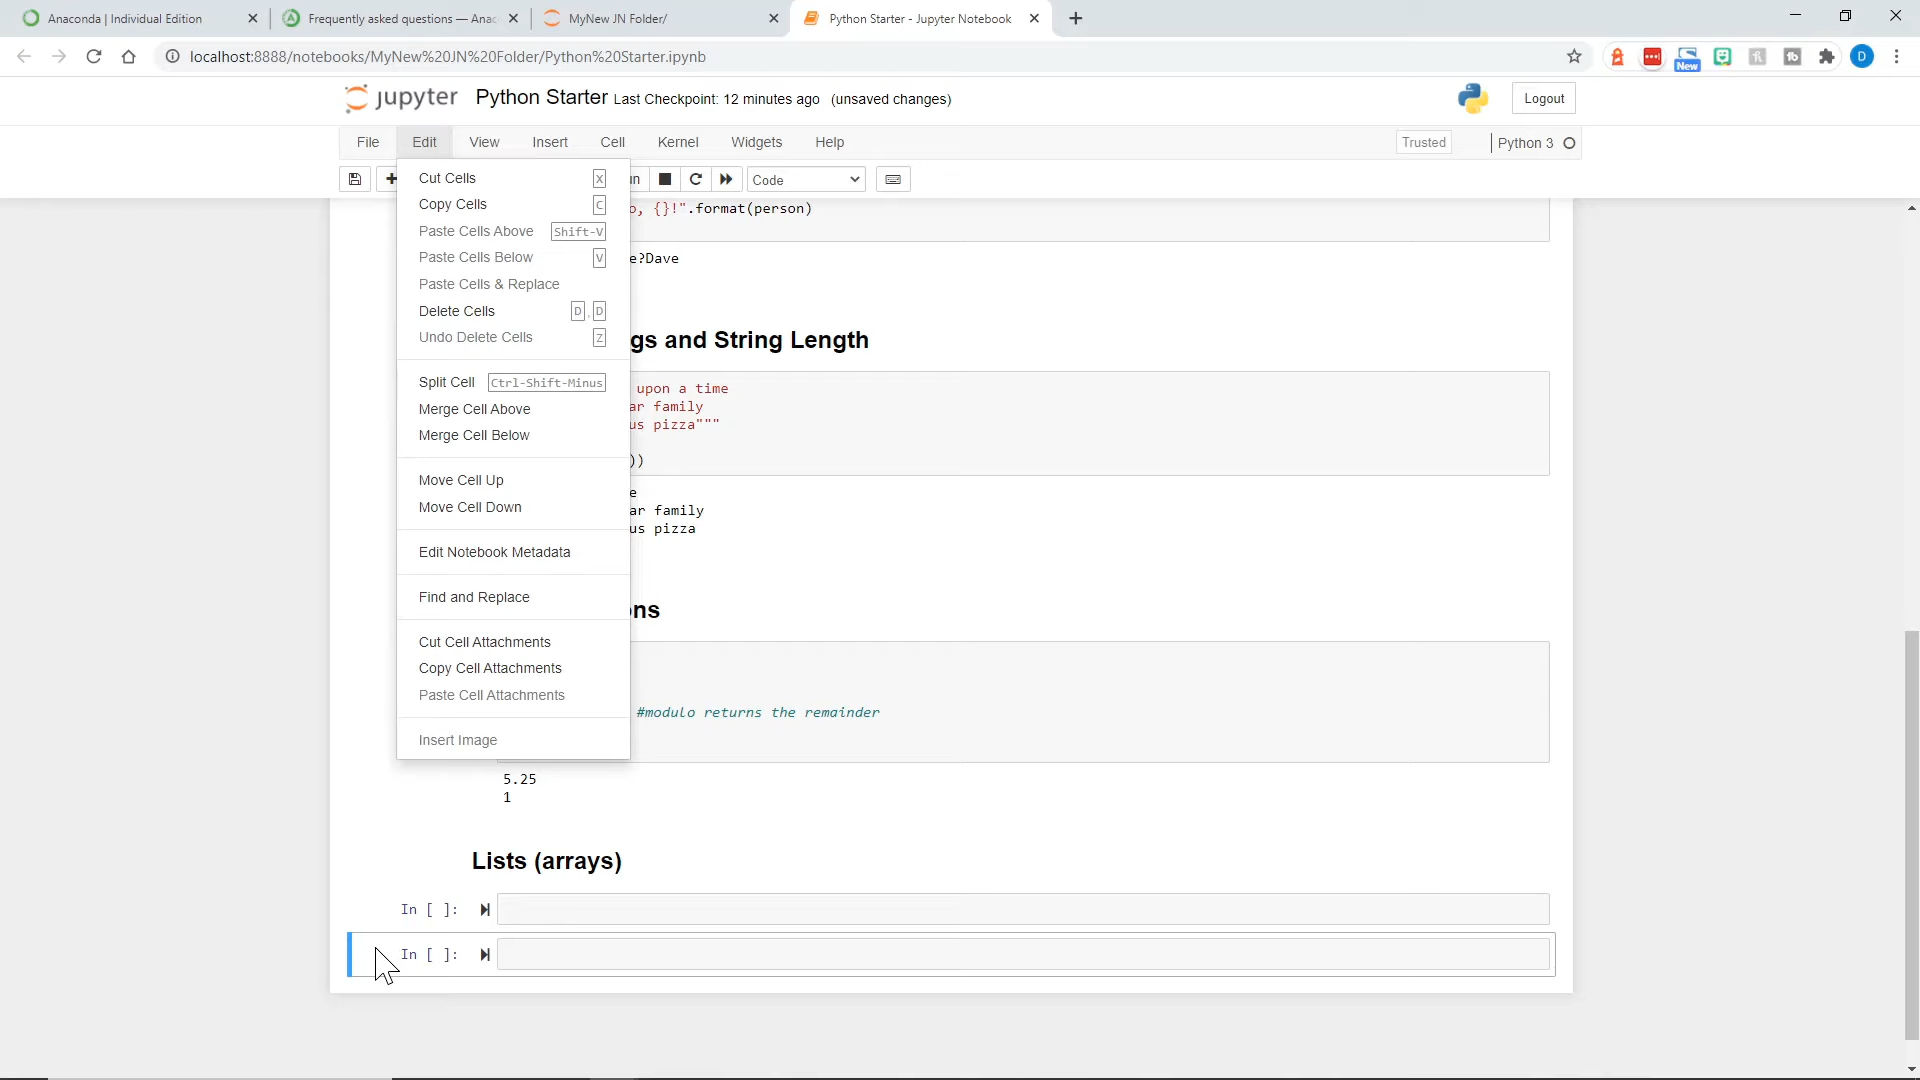 Anaconda | Individual Edition
Frequently asked questions — Anac
MyNew JN Folder/
Python Starter - Jupyter Notebook
localhost:8888/notebooks/MyNew%20JN%20Folder/Python%20Starter.ipynb
New
D
jupyter Python Starter Last Checkpoint: 12 minutes ago (unsaved changes)
Logout
File Edit View Insert Cell Kernel Widgets Help
Trusted
Python 3
un
Code
Cut Cells X
Copy Cells C
Paste Cells Above Shift-V
Paste Cells Below V
Paste Cells & Replace
Delete Cells D,D
Undo Delete Cells Z
Split Cell Ctrl-Shift-Minus
Merge Cell Above
Merge Cell Below
Move Cell Up
Move Cell Down
Edit Notebook Metadata
Find and Replace
Cut Cell Attachments
Copy Cell Attachments
Paste Cell Attachments
Insert Image
o, {}!".format(person)
e?Dave
gs and String Length
upon a time
ar family
us pizza"""
))
e
ar family
us pizza
ons
#modulo returns the remainder
5.25
1
Lists (arrays)
In [ ]:
In [ ]: